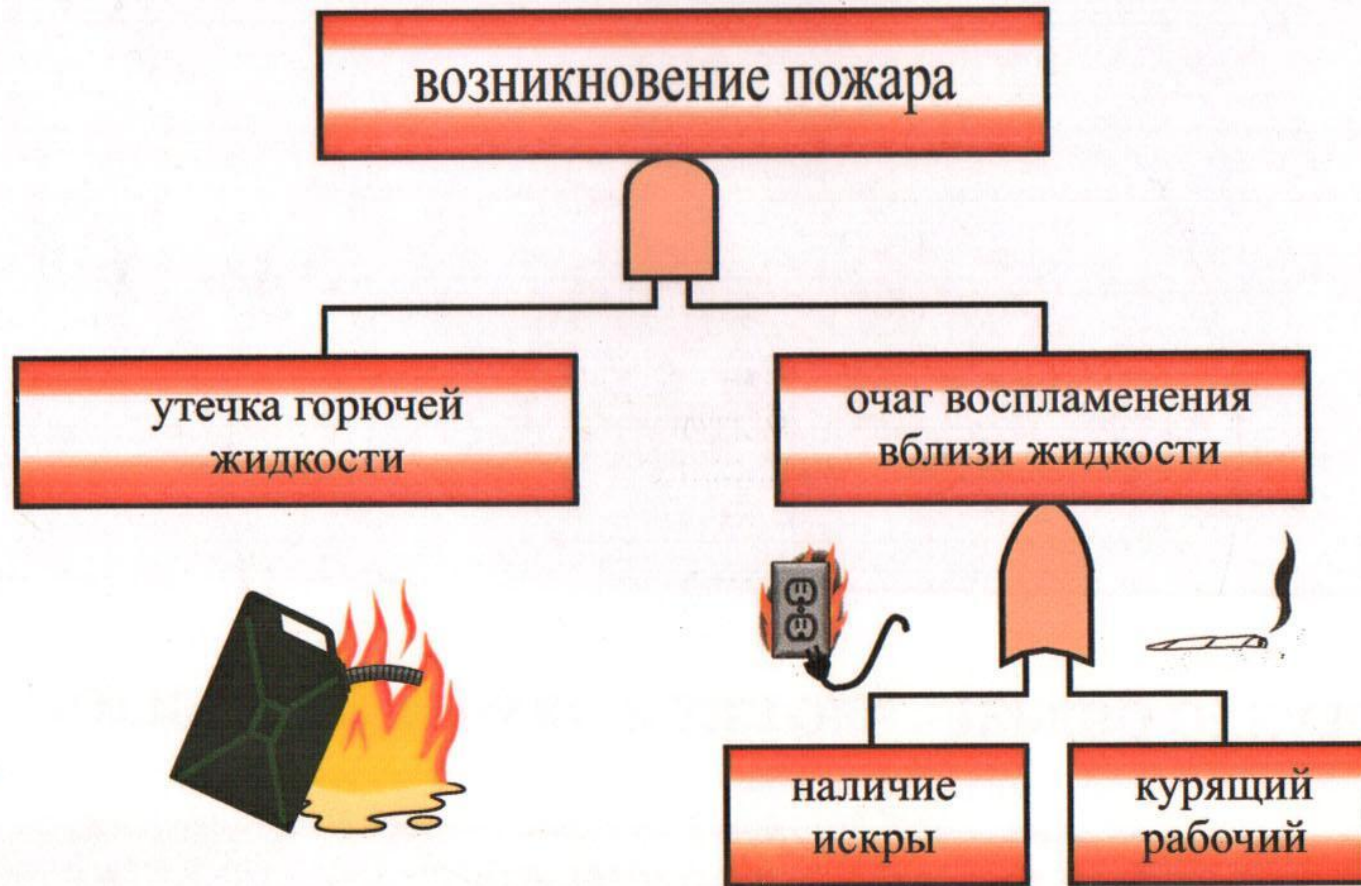 возникновение пожара
утечка горючей
жидкости
очаг воспламенения
вблизи жидкости
наличие
искры
курящий
рабочий